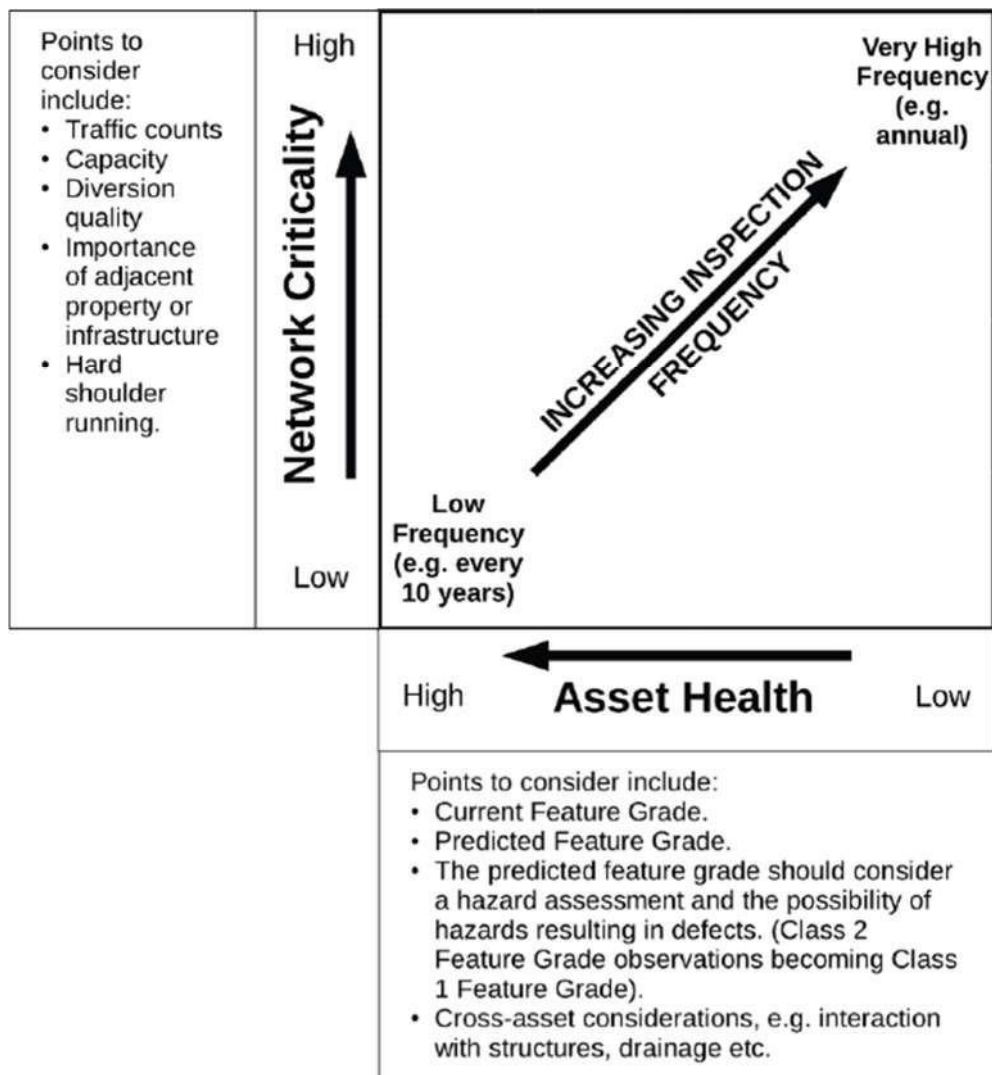 Points to
consider
include:
• Traffic counts
• Capacity
• Diversion
quality
• Importance
of adjacent
property or
infrastructure
• Hard
shoulder
running.
High
Network Criticality
Low
Very High
Frequency
(e.g.
annual)
INCREASING INSPECTION
FREQUENCY
Low
Frequency
(e.g. every
10 years)
High
Asset Health
Low
Points to consider include:
• Current Feature Grade.
• Predicted Feature Grade.
• The predicted feature grade should consider
a hazard assessment and the possibility of
hazards resulting in defects. (Class 2
Feature Grade observations becoming Class
1 Feature Grade).
• Cross-asset considerations, e.g. interaction
with structures, drainage etc.